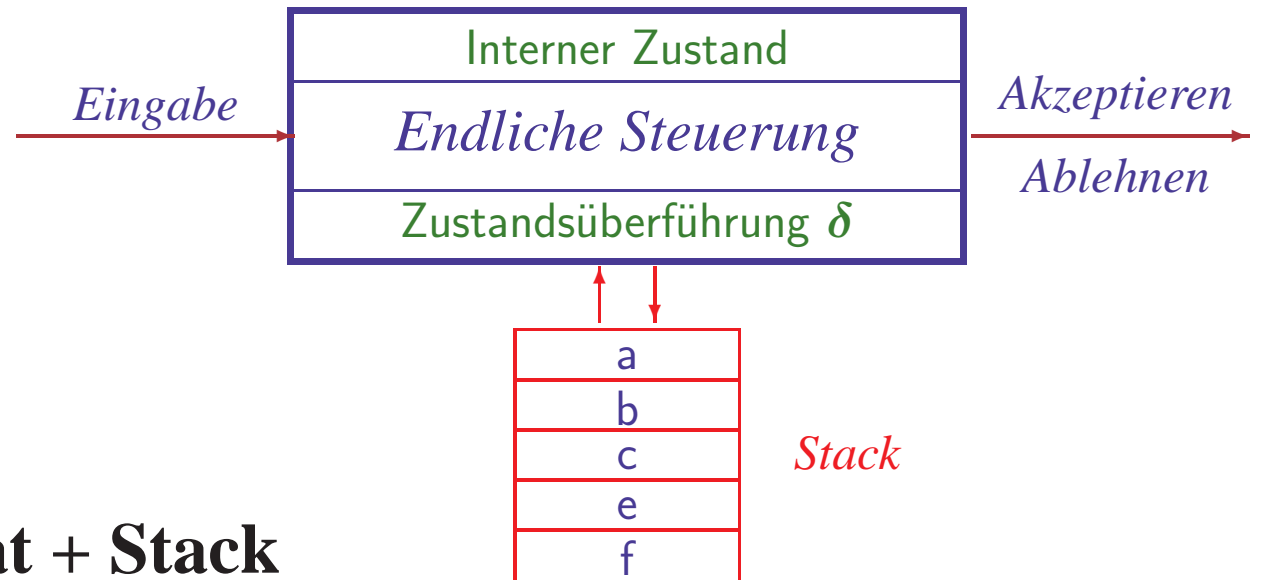 Interner Zustand
Eingabe
Endliche Steuerung
Akzeptieren
Ablehnen
Zustandsüberführung δ
a
b
c
Stack
e
f
+ Stack